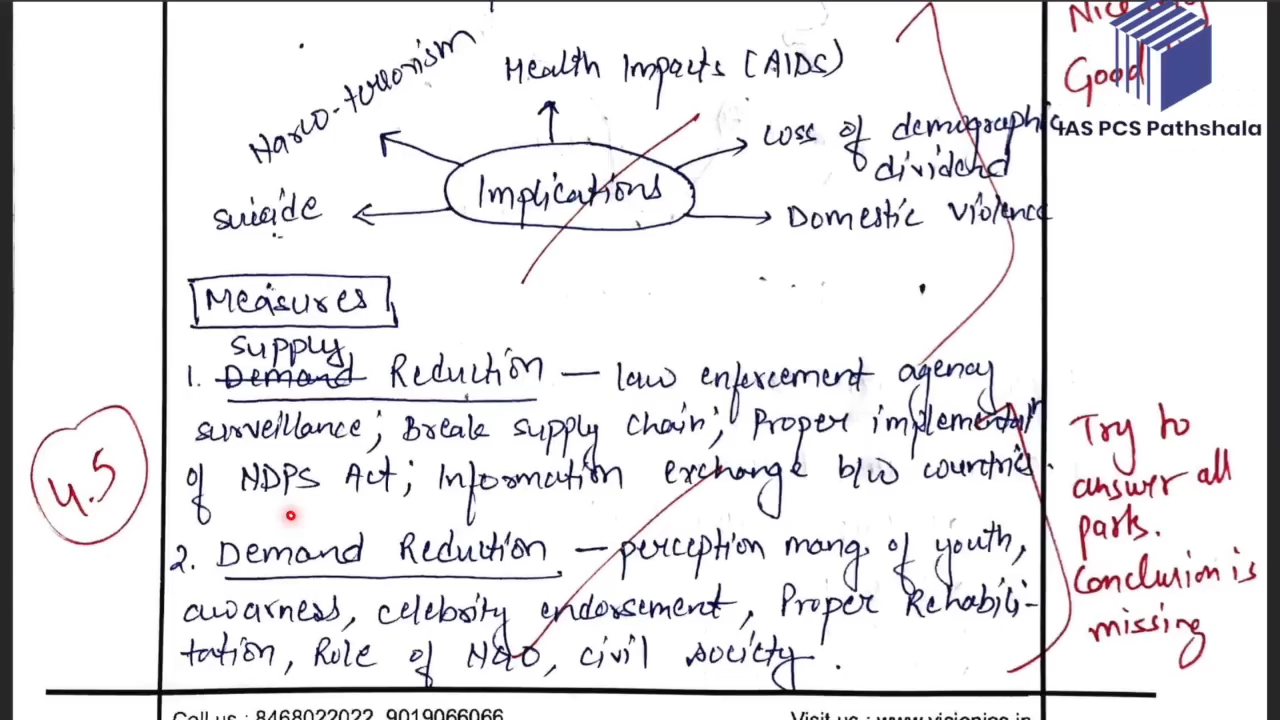 Nice
Good
IAS PCS Pathshala
Narco-terrorism
Health Impacts (AIDS)
Loss of demographic
dividend
Implications
Suicide
Domestic Violence
Measures
supply
1. Demand Reduction — law enforcement agency
surveillance; Break supply chain; Proper implementatn
of NDPS Act; Information exchange b/w countries.
4.5
2. Demand Reduction — perception mang. of youth,
awarness, celebrity endorsement, Proper Rehabili-
tation, Role of NGO, civil society.
Try to
answer all
parts.
Conclusion is
missing
Call us : 8468022022, 9019066066
Visit us : www.visionias.in